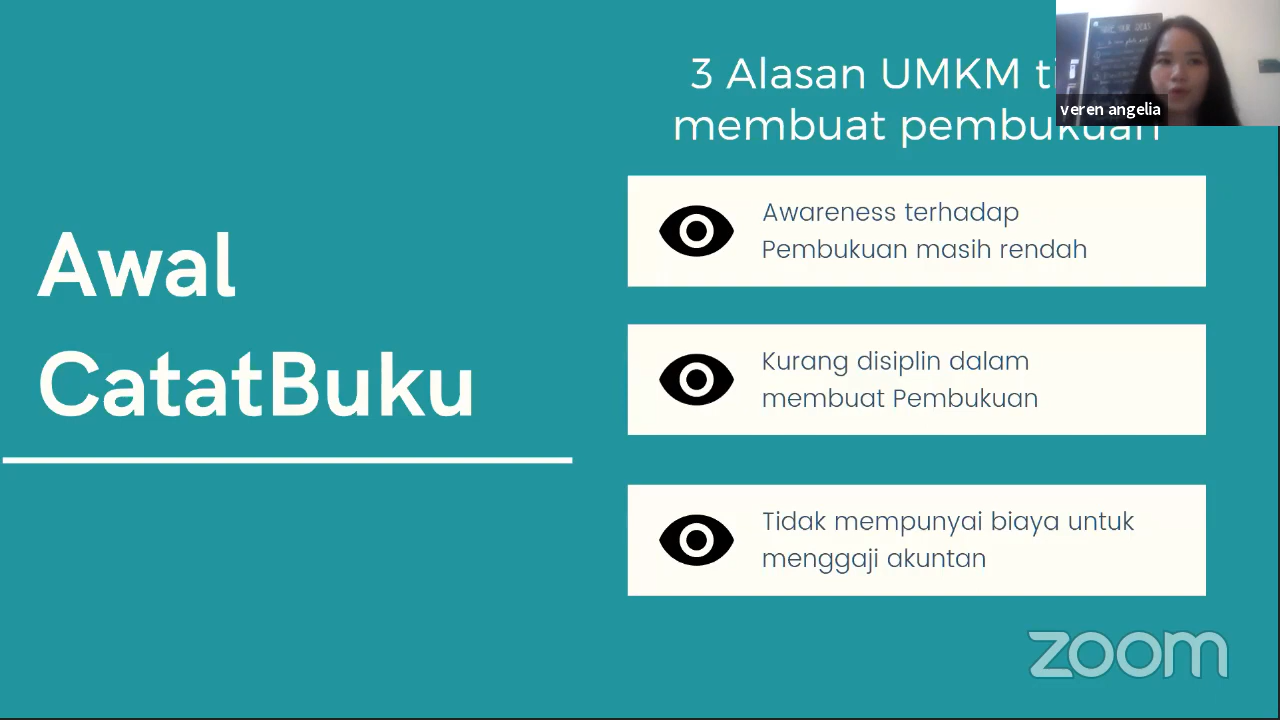 3 Alasan UMKM
membuat pembukuan
veren angelia
Awal
CatatBuku
Awareness terhadap
Pembukuan masih rendah
Kurang disiplin dalam
membuat Pembukuan
Tidak mempunyai biaya untuk
menggaji akuntan
zoom